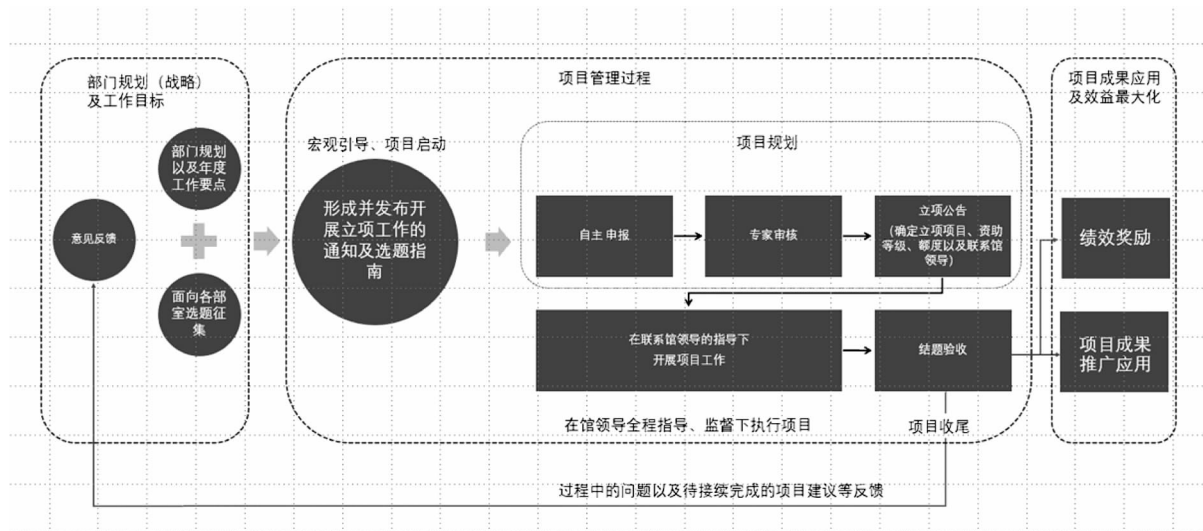 部门规划（战略）
及工作目标
部门规划
以及年度
工作要点
意见反馈
面向各部
室选题征
集
项目管理过程
宏观引导、项目启动
形成并发布开
展立项工作的
通知及选题指
南
项目规划
自主 申报
专家审核
立项公告
（确定立项项目、资助
等级、额度以及联系馆
领导）
在联系馆领导的指导下
开展项目工作
结题验收
在馆领导全程指导、监督下执行项目
项目收尾
项目成果应用
及效益最大化
绩效奖励
项目成果
推广应用
过程中的问题以及待接续完成的项目建议等反馈